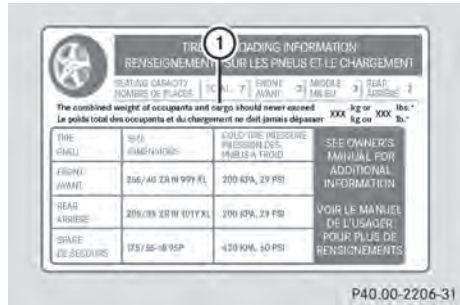 1
TIRE LOADING INFORMATION
RENSEIGNEMENTS SUR LES PNEUS ET LE CHARGEMENT
SEATING CAPACITY TOTAL 7 FRONT 2 MIDDLE 3 REAR 2
NOMBRE DE PLACES AVANT MILIEU ARRIÈRE
The combined weight of occupants and cargo should never exceed XXX kg or XXX lbs.*
Le poids total des occupants et du chargement ne doit jamais dépasser XXX kg ou XXX lb.*
TIRE PNEU
SIZE DIMENSIONS
COLD TIRE PRESSURE
PRESSION DES
PNEUS A FROID
SEE OWNER'S
MANUAL FOR
ADDITIONAL
INFORMATION
VOIR LE MANUEL
DE L'USAGER
POUR PLUS DE
RENSIGNEMENTS
FRONT AVANT
200 KPA, 29 PSI
REAR ARRIERE
200 KPA, 29 PSI
SPARE DE SECOURS
420 KPA, 60 PSI
P40.00-2206-31